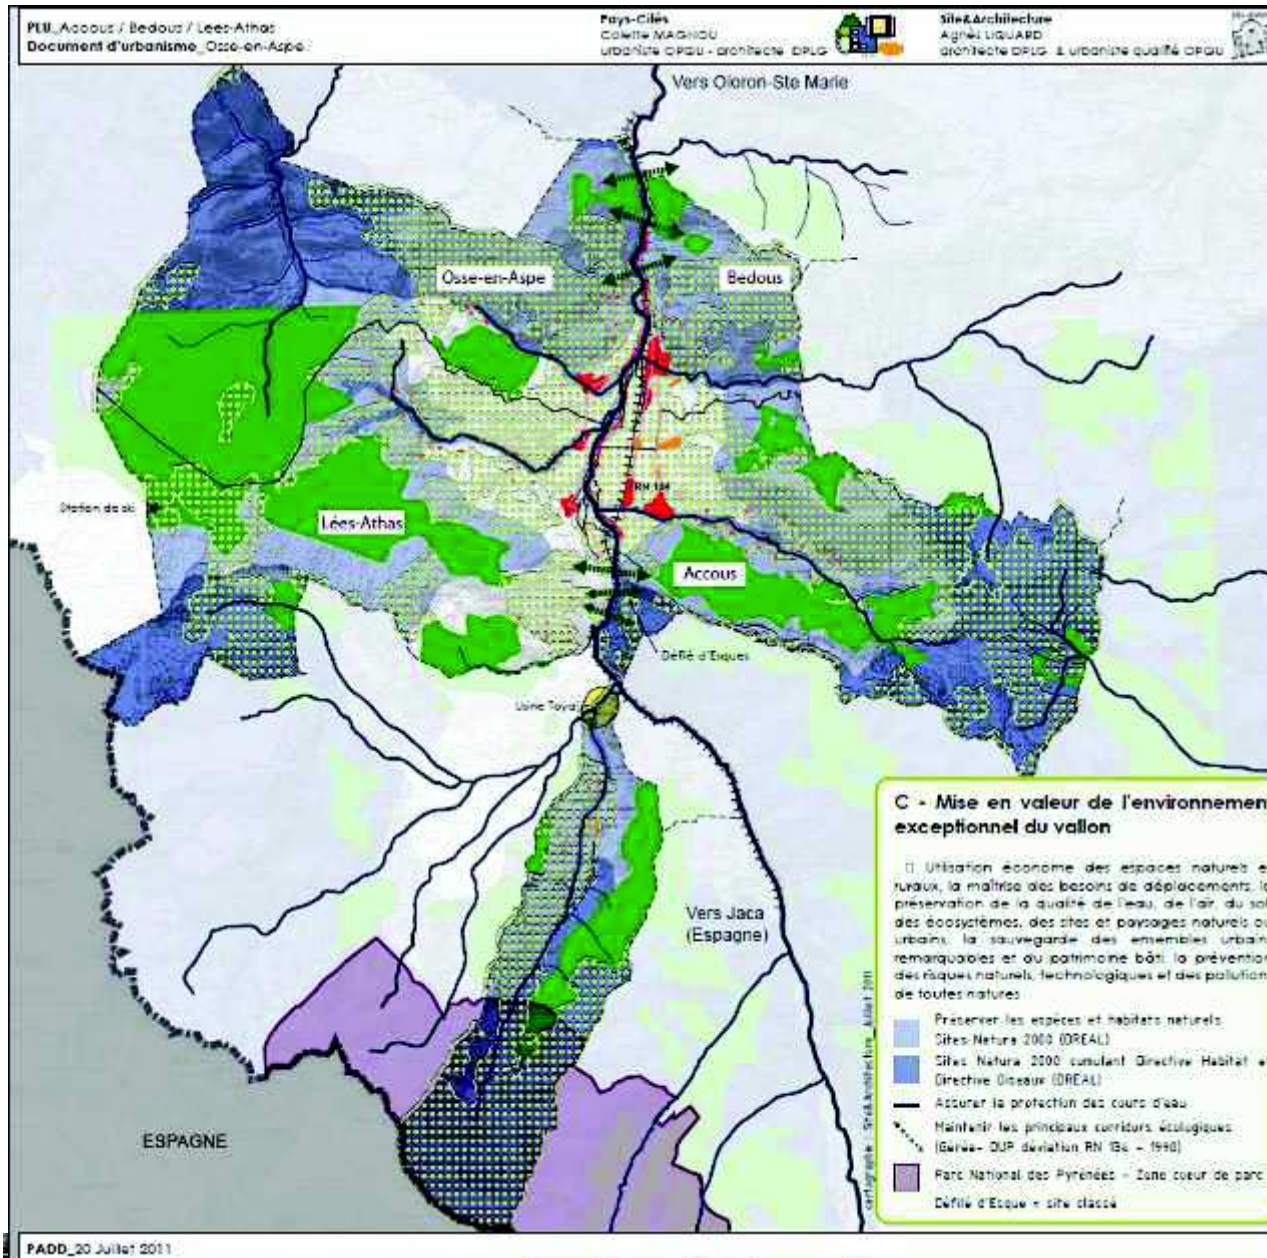 PLU_Accous / Bedous / Lées-Athas
Document d'urbanisme_Osse-en-Aspe
Pays-Cités
Colette MAGNOU
urbaniste OPQU - architecte DPLG
Site&Architecture
Agnès LIQUARD
architecte DPLG & urbaniste qualifié OPQU
Vers Oloron-Ste Marie
Osse-en-Aspe
Bedous
RN 134
Station de ski
Lées-Athas
Accous
Défilé d'Esques
Usine Toyal
Vers Jaca
(Espagne)
ESPAGNE
C - Mise en valeur de l'environnemen
exceptionnel du vallon
Utilisation économe des espaces naturels e
ruraux, la maîtrise des besoins de déplacements, la
préservation de la qualité de l'eau, de l'air, du sol
des écosystèmes, des sites et paysages naturels ou
urbains, la sauvegarde des ensembles urbain
remarquables et du patrimoine bâti, la prévention
des risques naturels, technologiques et des pollution
de toutes natures
Préserver les espèces et habitats naturels
Sites Natura 2000 (DREAL)
Sites Natura 2000 cumulant Directive Habitat et
Directive Oiseaux (DREAL)
Assurer la protection des cours d'eau
Maintenir les principaux corridors écologiques
(Gérée- DUP déviation RN 134 - 1998)
Parc National des Pyrénées - Zone coeur de parc
Défilé d'Esque = site classé
cartographie : Site&Architecture Juillet 2011
PADD_20 Juillet 2011